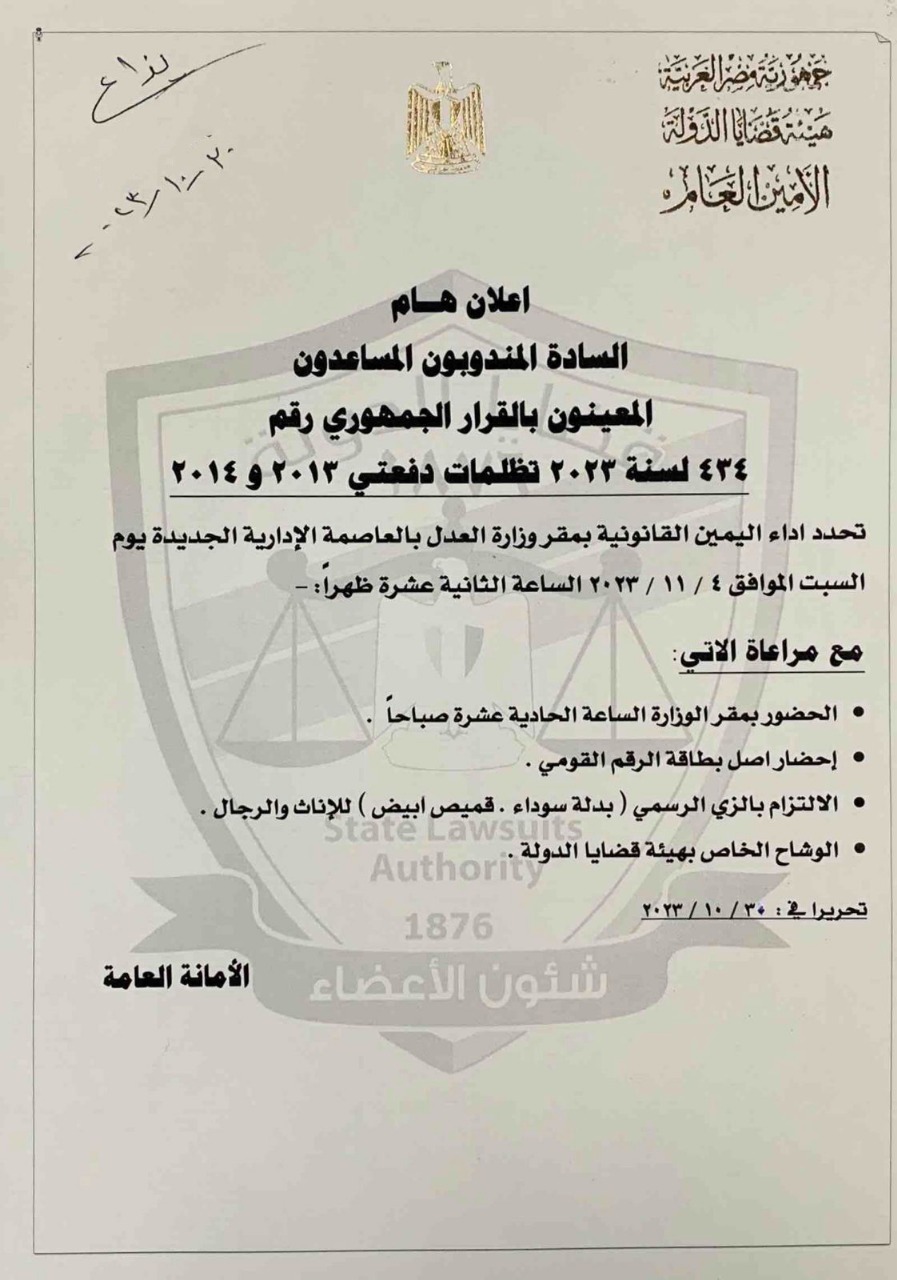 جمهورية مصر العربية
هيئة قضايا الدولة
الأمين العام
يذاع
٢٠٢٣/١٠/٣٠
اعلان هـــام
السادة المندوبون المساعدون
المعينون بالقرار الجمهوري رقم
٤٣٤ لسنة ٢٠٢٣ تظلمات دفعتي ٢٠١٣ و ٢٠١٤
تحدد اداء اليمين القانونية بمقر وزارة العدل بالعاصمة الإدارية الجديدة يوم
السبت الموافق ٤ / ١١ / ٢٠٢٣ الساعة الثانية عشرة ظهراً: –
مع مراعاة الاتي:
• الحضور بمقر الوزارة الساعة الحادية عشرة صباحاً .
• إحضار اصل بطاقة الرقم القومي .
• الالتزام بالزي الرسمي ( بدلة سوداء . قميص ابيض ) للإناث والرجال .
• الوشاح الخاص بهيئة قضايا الدولة .
تحريرا في : ٣٠ / ١٠ / ٢٠٢٣
الأمانة العامة
قضايا الدولة
١٨٧٦
State Lawsuits
Authority
1876
شئون الأعضاء